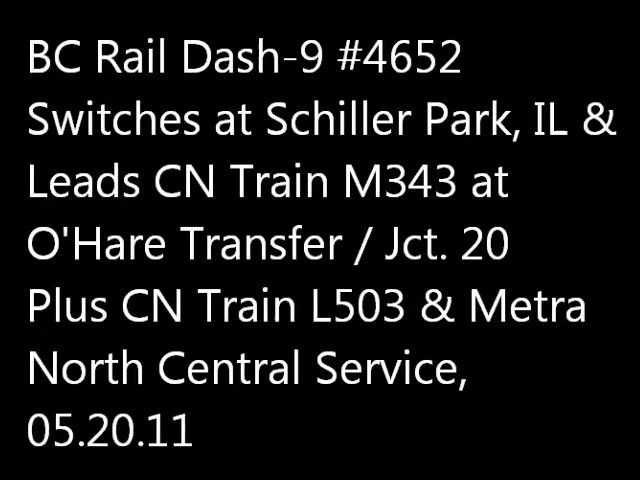 BC Rail Dash-9 #4652
Switches at Schiller Park, IL &
Leads CN Train M343 at
O'Hare Transfer / Jct. 20
Plus CN Train L503 & Metra
North Central Service,
05.20.11